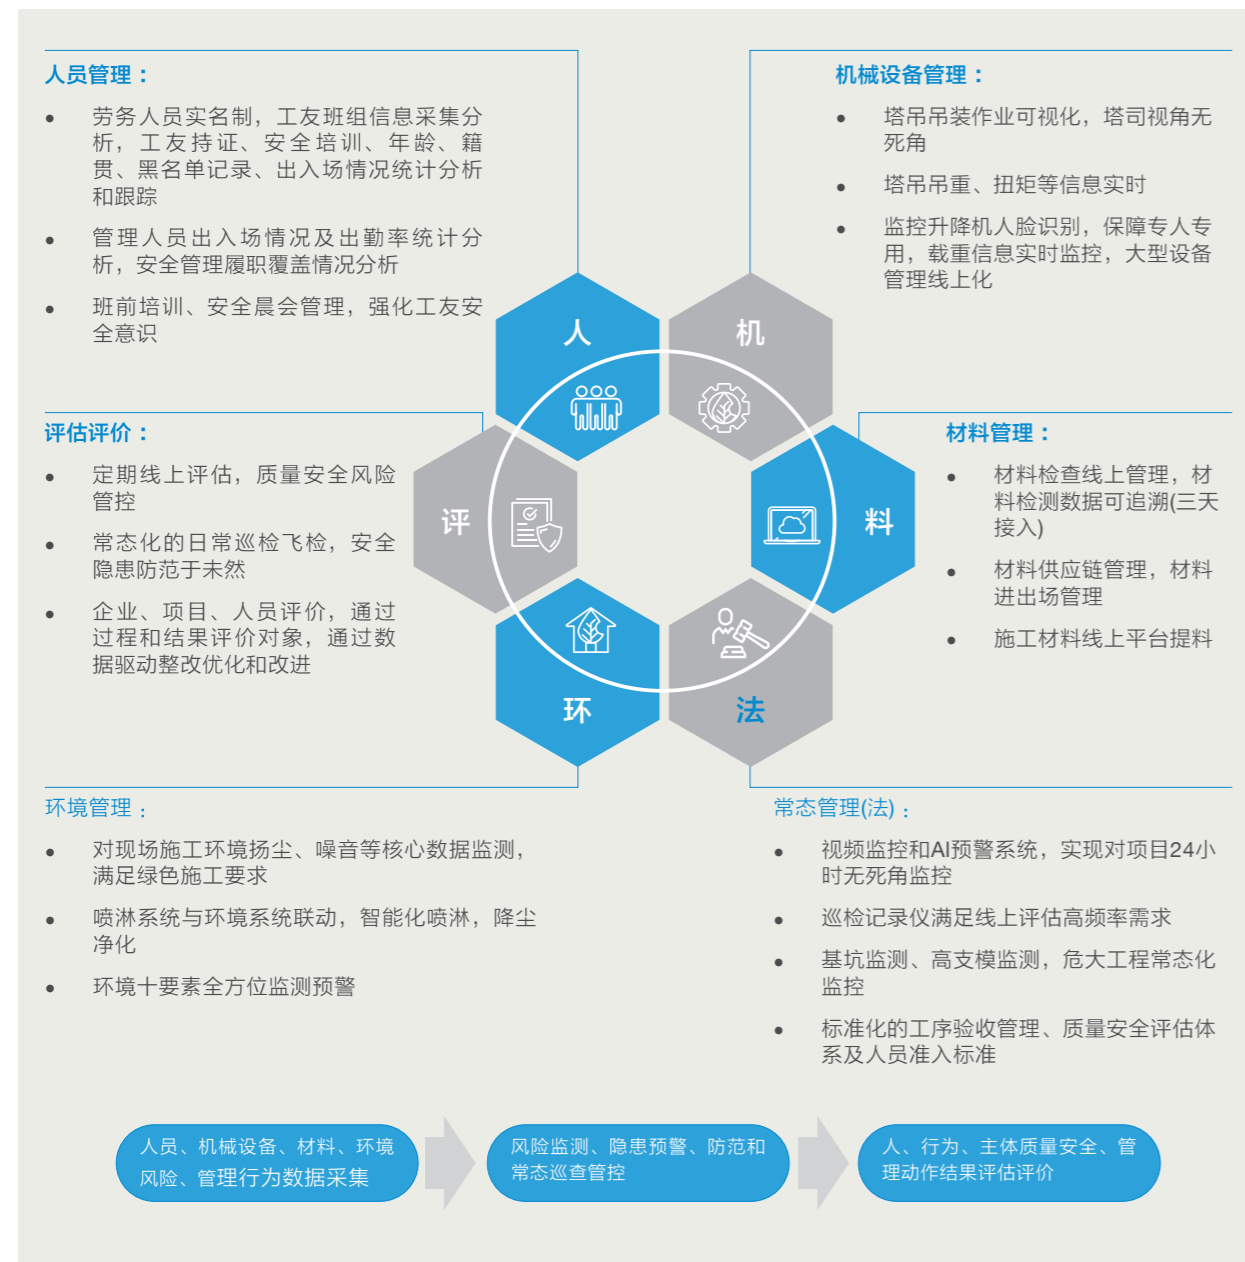 人员管理：
● 劳务人员实名制，工友班组信息采集分
析，工友持证、安全培训、年龄、籍
贯、黑名单记录、出入场情况统计分析
和跟踪
● 管理人员出入场情况及出勤率统计分
析，安全管理履职覆盖情况分析
● 班前培训、安全晨会管理，强化工友安
全意识
机械设备管理：
● 塔吊吊装作业可视化，塔司视角无
死角
● 塔吊吊重、扭矩等信息实时
● 监控升降机人脸识别，保障专人专
用，载重信息实时监控，大型设备
管理线上化
人
机
评估评价：
● 定期线上评估，质量安全风险
管控
● 常态化的日常巡检飞检，安全
隐患防范于未然
● 企业、项目、人员评价，通过
过程和结果评价对象，通过数
据驱动整改优化和改进
评
料
材料管理：
● 材料检查线上管理，材
料检测数据可追溯(三天
接入)
● 材料供应链管理，材料
进出场管理
● 施工材料线上平台提料
环
法
环境管理：
● 对现场施工环境扬尘、噪音等核心数据监测，
满足绿色施工要求
● 喷淋系统与环境系统联动，智能化喷淋，降尘
净化
● 环境十要素全方位监测预警
常态管理(法)：
● 视频监控和AI预警系统，实现对项目24小
时无死角监控
● 巡检记录仪满足线上评估高频率需求
● 基坑监测、高支模监测，危大工程常态化
监控
● 标准化的工序验收管理、质量安全评估体
系及人员准入标准
人员、机械设备、材料、环境
风险、管理行为数据采集
风险监测、隐患预警、防范和
常态巡查管控
人、行为、主体质量安全、管
理动作结果评估评价